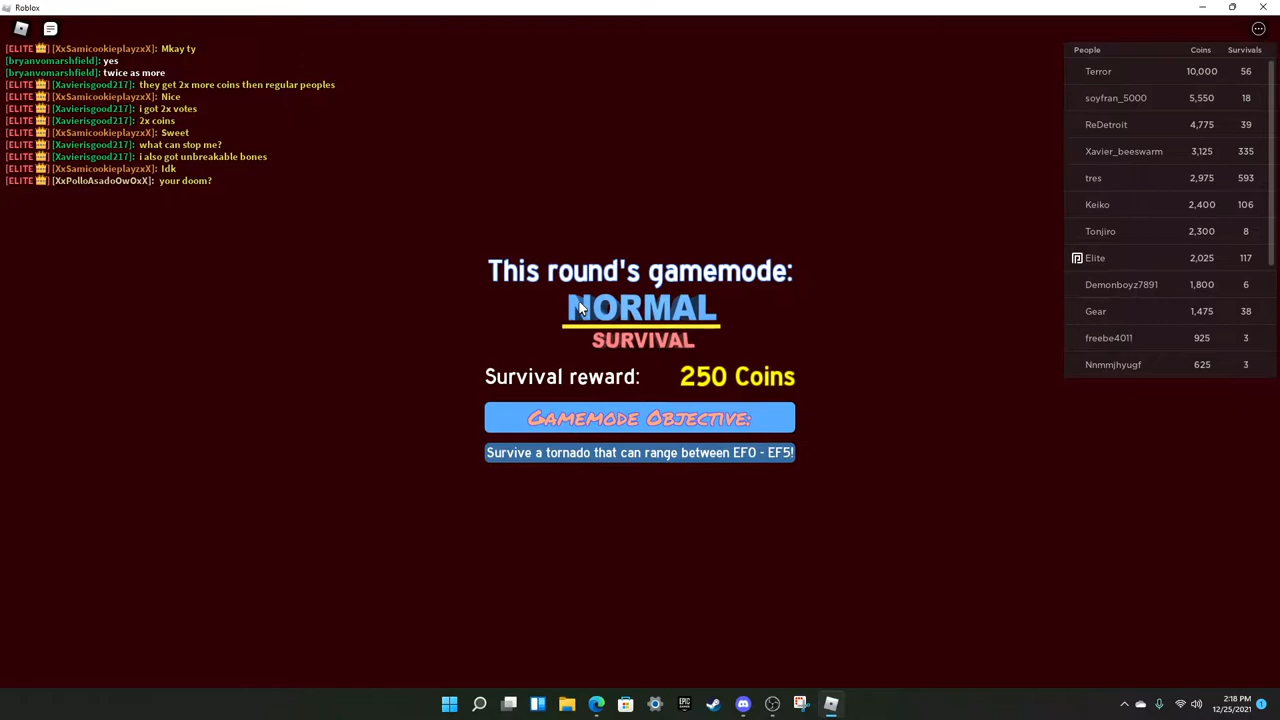 Roblox
[ELITE 👑] [XxSamicookieplayzxX]: Mkay ty
[bryanvomarshfield]: yes
[bryanvomarshfield]: twice as more
[ELITE 👑] [Xavierisgood217]: they get 2x more coins then regular peoples
[ELITE 👑] [XxSamicookieplayzxX]: Nice
[ELITE 👑] [Xavierisgood217]: i got 2x votes
[ELITE 👑] [Xavierisgood217]: 2x coins
[ELITE 👑] [XxSamicookieplayzxX]: Sweet
[ELITE 👑] [Xavierisgood217]: what can stop me?
[ELITE 👑] [Xavierisgood217]: i also got unbreakable bones
[ELITE 👑] [XxSamicookieplayzxX]: Idk
[ELITE 👑] [XxPolloAsadoOwOxX]: your doom?
People Coins Survivals
Terror 10,000 56
soyfran_5000 5,550 18
ReDetroit 4,775 39
Xavier_beeswarm 3,125 335
tres 2,975 593
Keiko 2,400 106
Tonjiro 2,300 8
Elite 2,025 117
Demonboyz7891 1,800 6
Gear 1,475 38
freebe4011 925 3
Nnmmjhyugf 625 3
This round's gamemode:
NORMAL
SURVIVAL
Survival reward: 250 Coins
Gamemode Objective:
Survive a tornado that can range between EF0 - EF5!
EPIC
GAMES
2:18 PM
12/25/2021